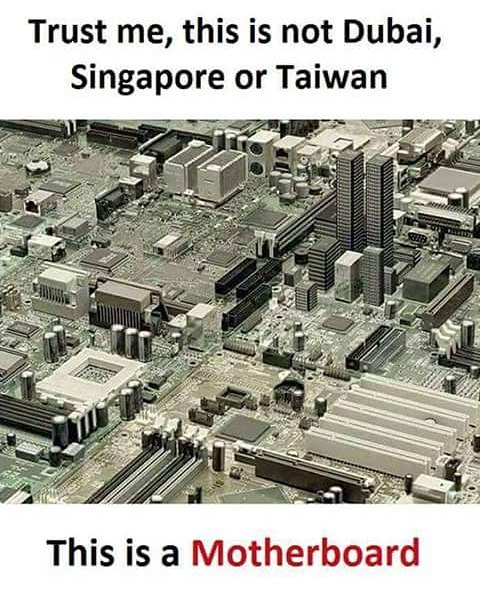 Trust me, this is not Dubai,
Singapore or Taiwan
This is a Motherboard